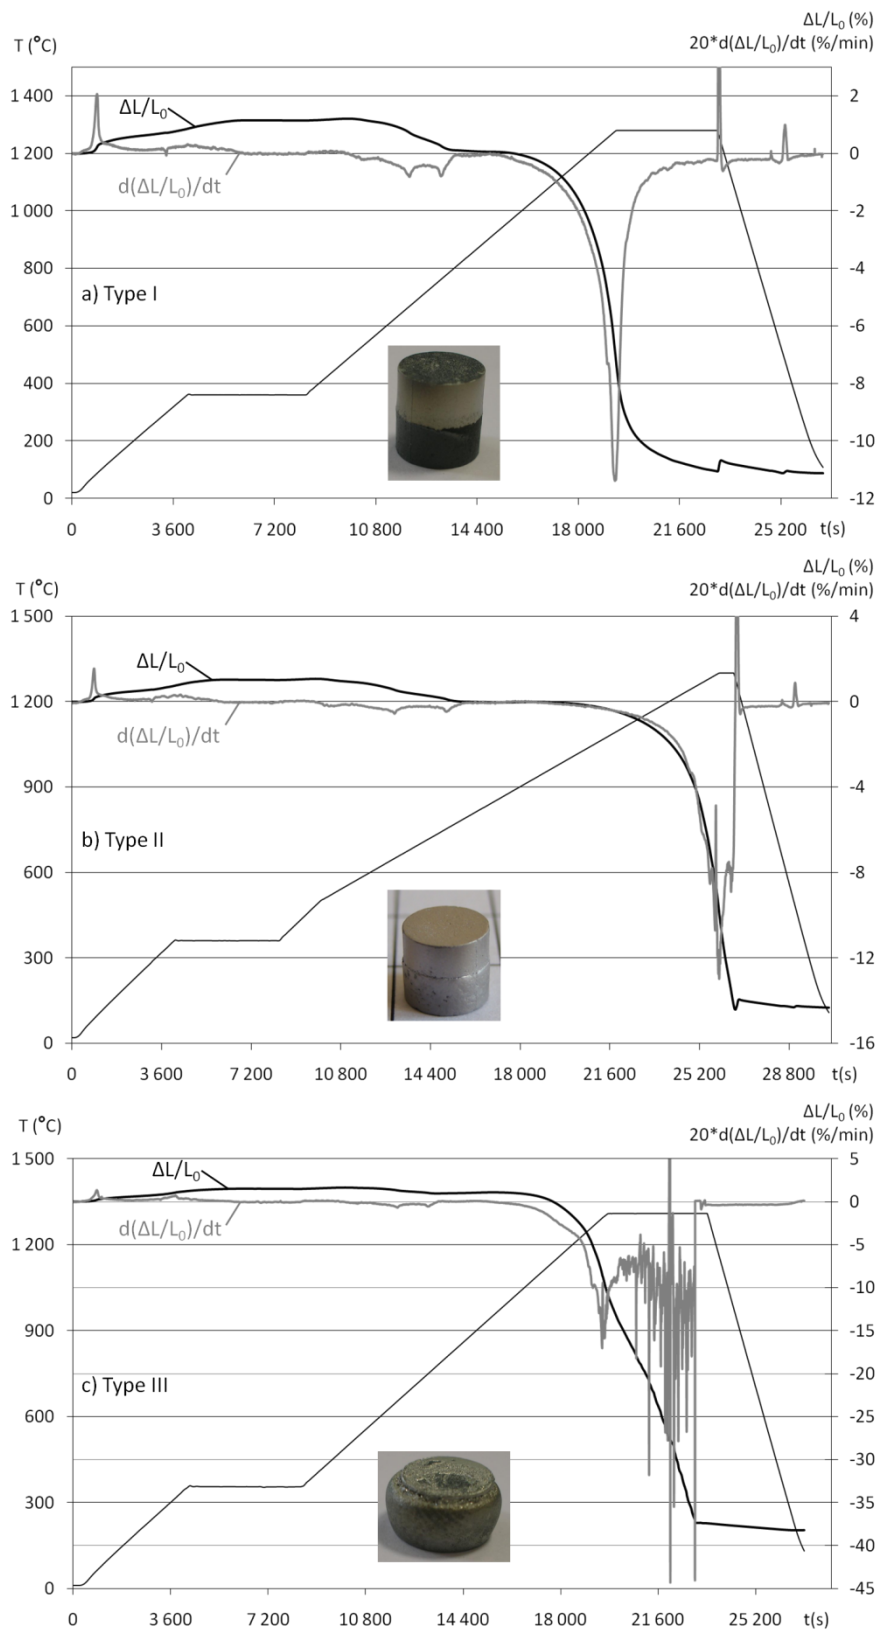 ΔL/L₀ (%)
T (°C) 20*d(ΔL/L₀)/dt (%/min)
1 400 2
ΔL/L₀
1200 0
d(ΔL/L₀)/dt
1 000 -2
800 -4
a) Type I
600 -6
400 -8
200 -10
0 -12
0 3 600 7 200 10 800 14 400 18 000 21 600 25 200 t(s)
ΔL/L₀ (%)
T (°C) 20*d(ΔL/L₀)/dt (%/min)
1 500 4
ΔL/L₀
1200 0
d(ΔL/L₀)/dt
900 -4
b) Type II
600 -8
300 -12
0 -16
0 3 600 7 200 10 800 14 400 18 000 21 600 25 200 28 800 t(s)
ΔL/L₀ (%)
T (°C) 20*d(ΔL/L₀)/dt (%/min)
1 500 5
ΔL/L₀
0
d(ΔL/L₀)/dt
1 200 -5
-10
900 -15
c) Type III
-20
600 -25
-30
300 -35
-40
0 -45
0 3 600 7 200 10 800 14 400 18 000 21 600 25 200 t(s)